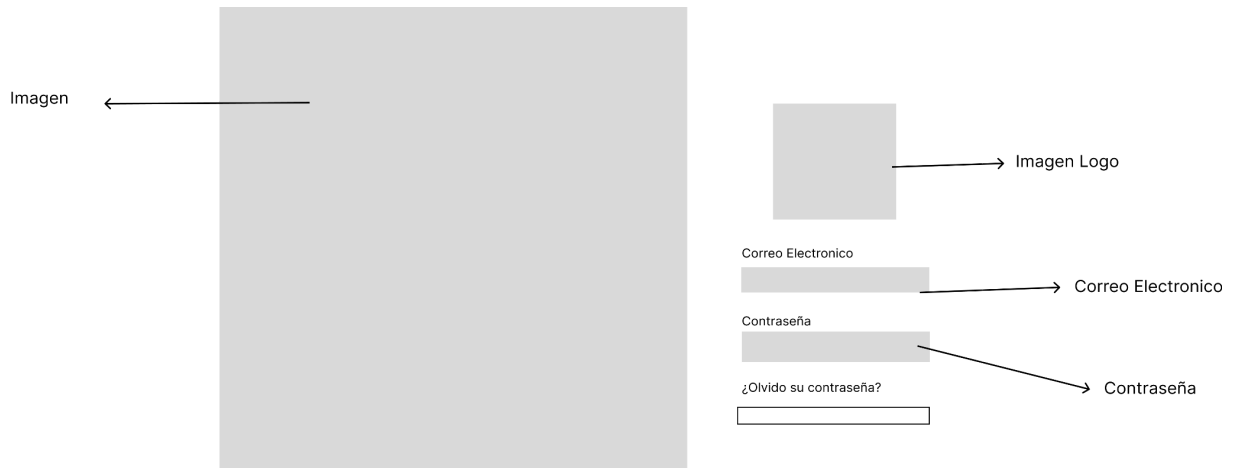 Imagen
Imagen Logo
Correo Electronico
Correo Electronico
Contraseña
Contraseña
¿Olvido su contraseña?